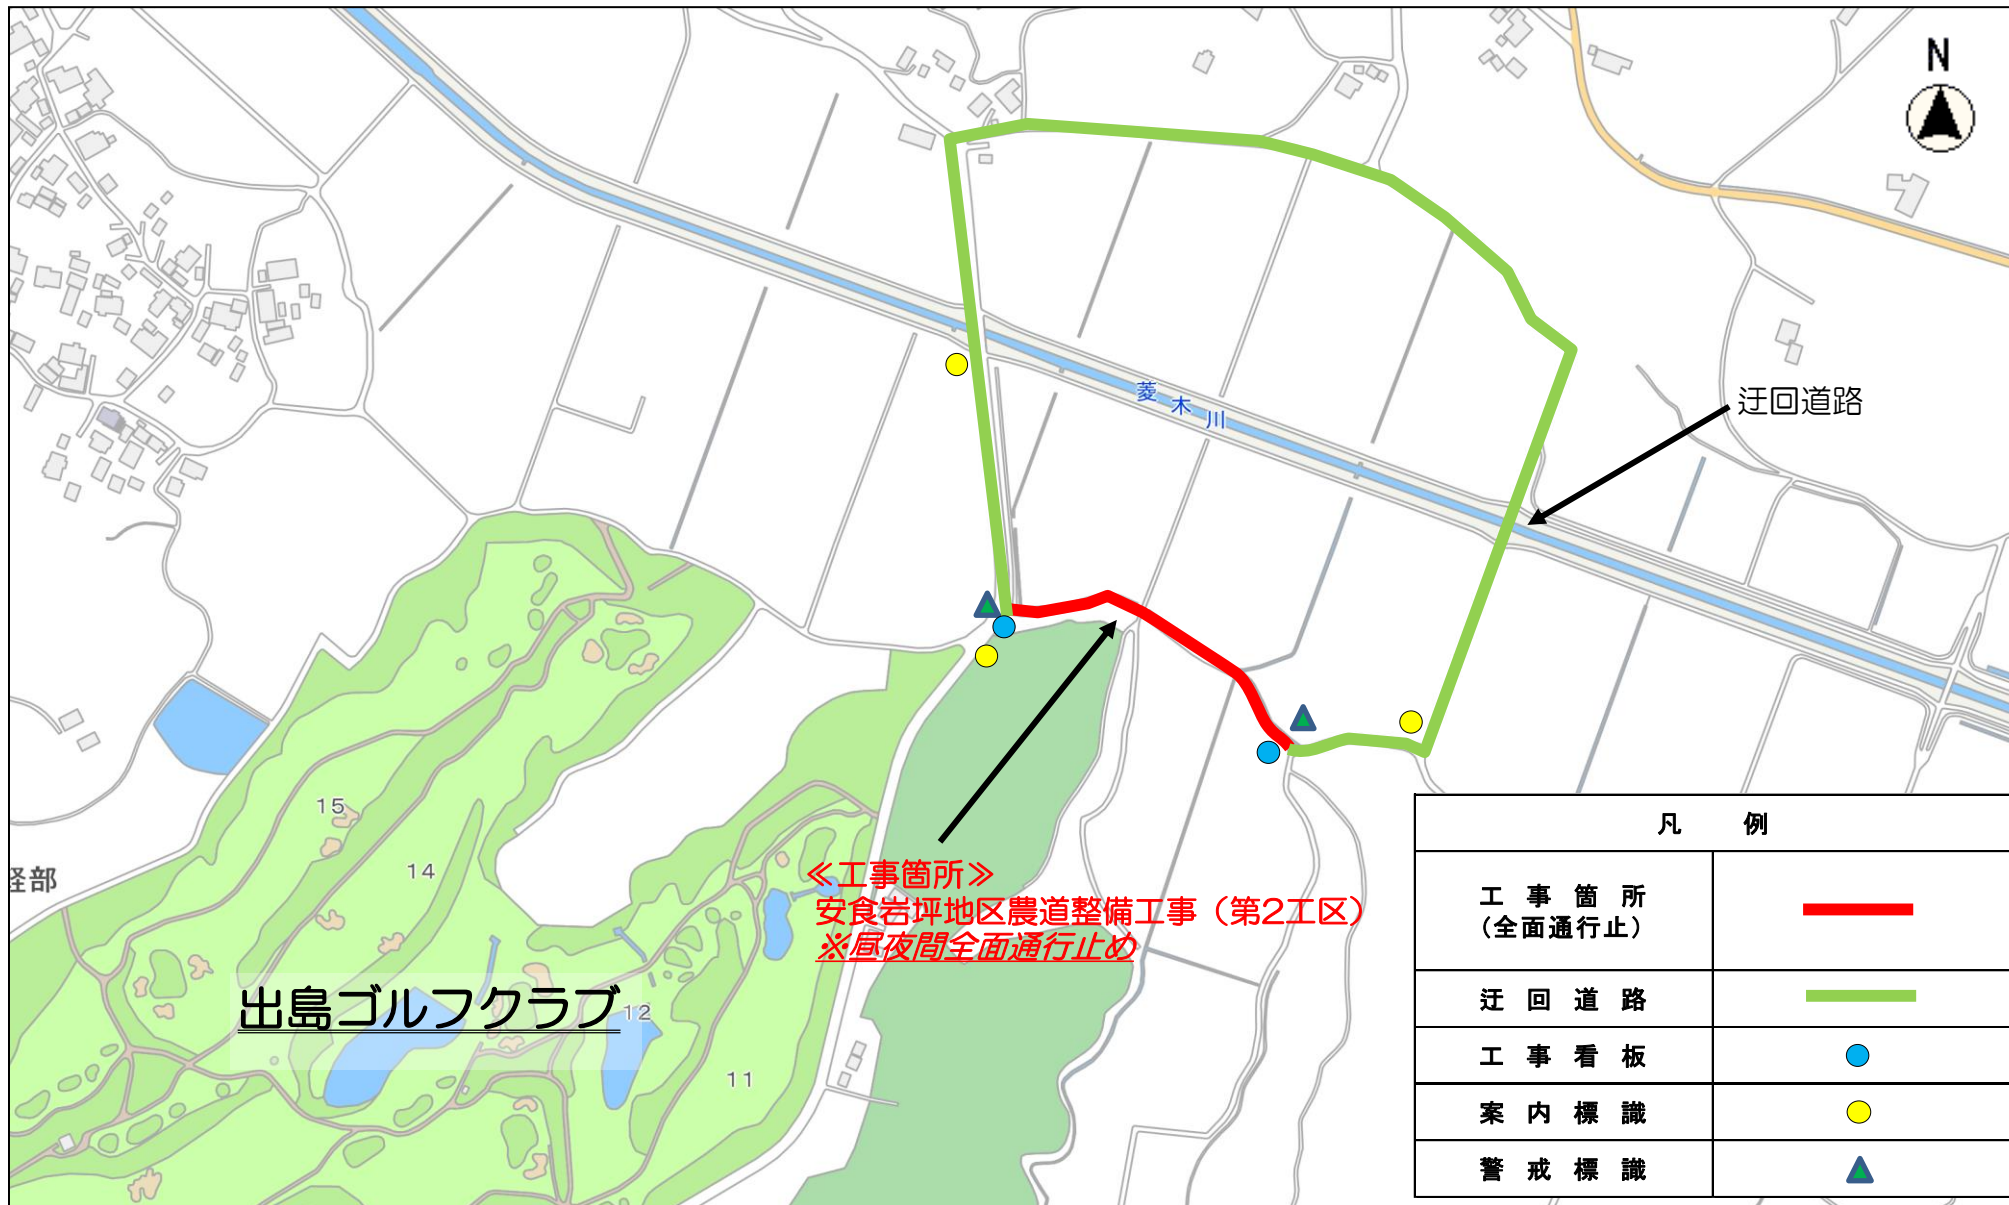 N
迂回道路
菱木川
15
14
軽部
≪工事箇所≫
安食岩坪地区農道整備工事（第2工区）
※昼夜間全面通行止め
出島ゴルフクラブ
12
11
凡　例
工事箇所
（全面通行止）
迂回道路
工事看板
案内標識
警戒標識